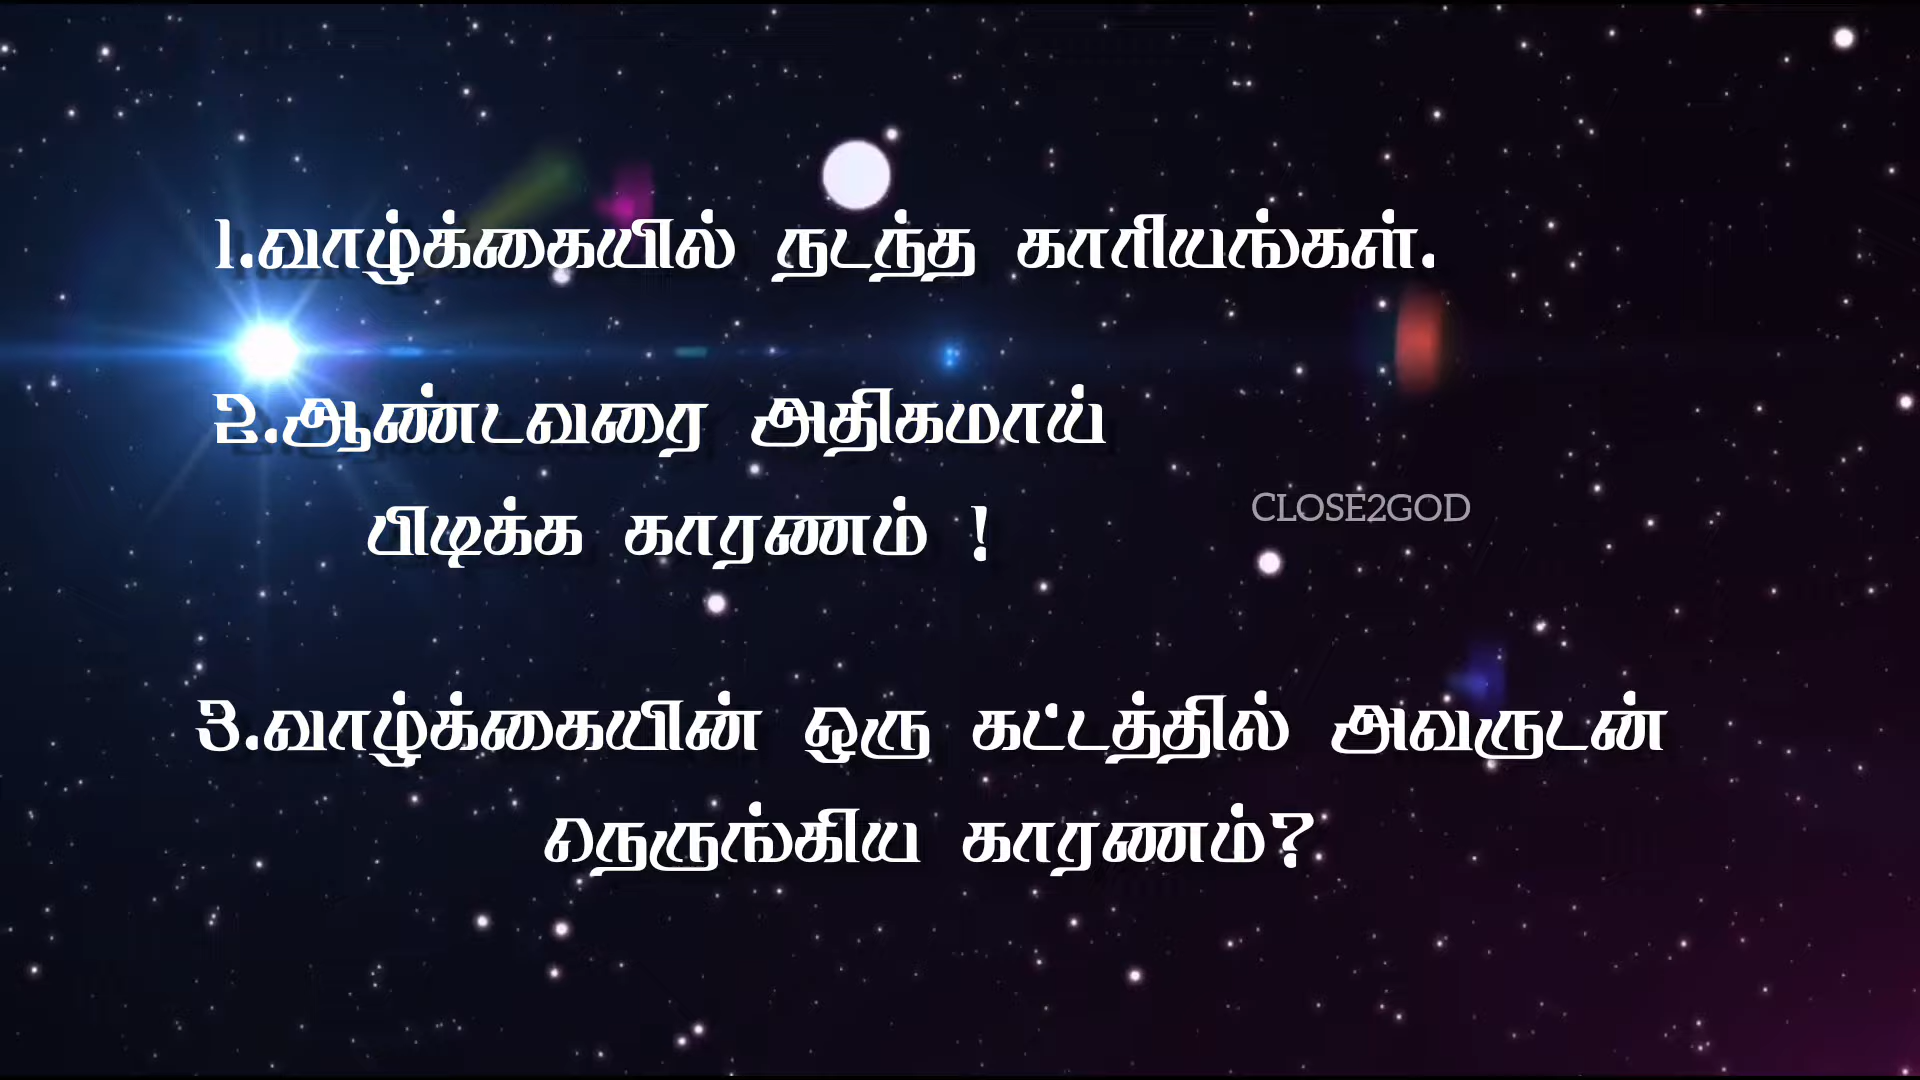 1.வாழ்க்கையில் நடந்த காரியங்கள்.
2.ஆண்டவரை அதிகமாய்
பிடிக்க காரணம் !
CLOSE2GOD
3.வாழ்க்கையின் ஒரு கட்டத்தில் அவருடன்
நெருங்கிய காரணம்?